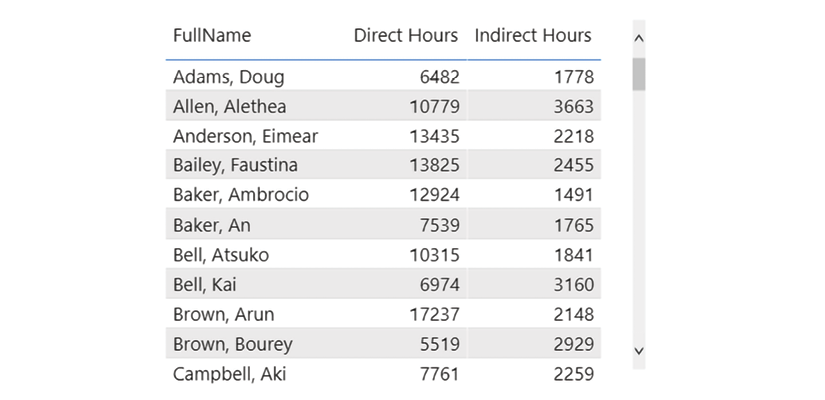 FullName Direct Hours Indirect Hours
Adams, Doug 6482 1778
Allen, Alethea 10779 3663
Anderson, Eimear 13435 2218
Bailey, Faustina 13825 2455
Baker, Ambrocio 12924 1491
Baker, An 7539 1765
Bell, Atsuko 10315 1841
Bell, Kai 6974 3160
Brown, Arun 17237 2148
Brown, Bourey 5519 2929
Campbell, Aki 7761 2259